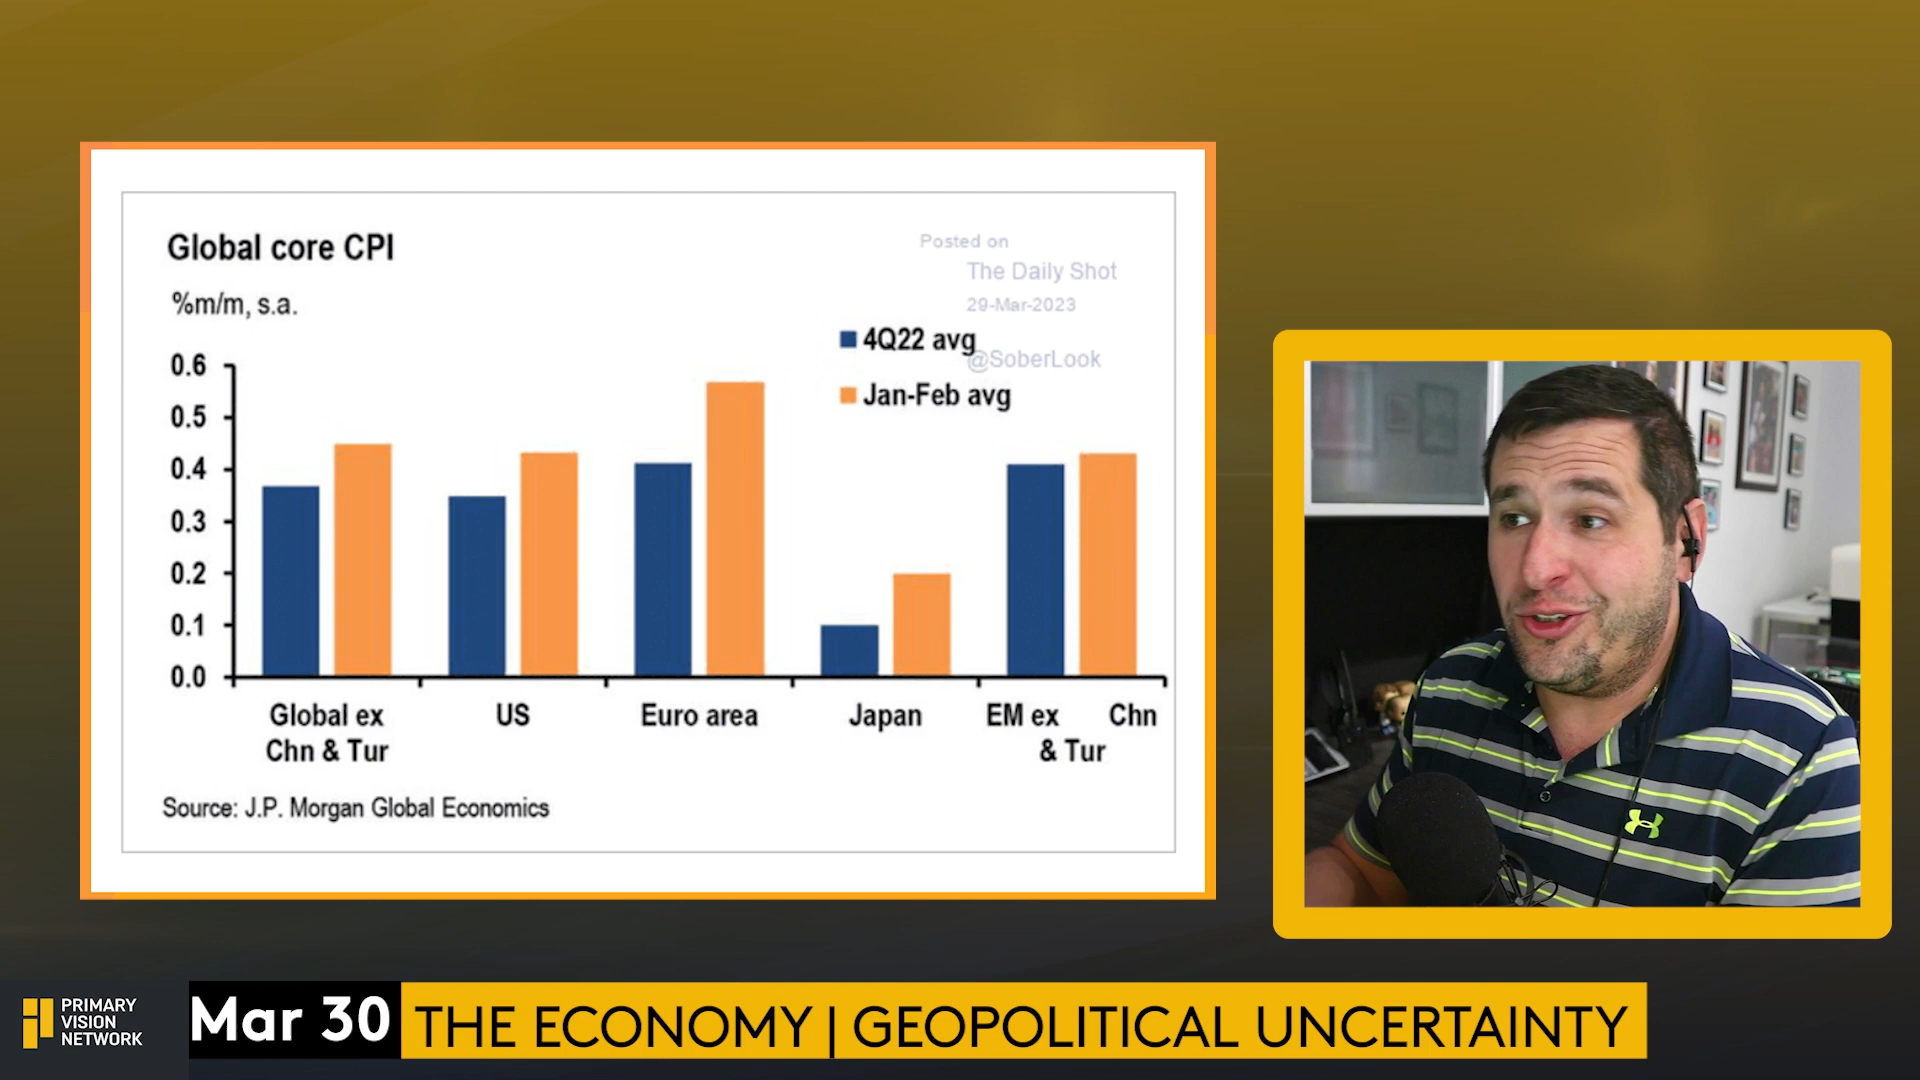 Global core CPI
%m/m, s.a.
Posted on
The Daily Shot
29-Mar-2023
@SoberLook
4Q22 avg
Jan-Feb avg
0.6
0.5
0.4
0.3
0.2
0.1
0.0
Global ex
Chn & Tur
US
Euro area
Japan
EM ex Chn
& Tur
Source: J.P. Morgan Global Economics
PRIMARY
VISION
NETWORK
Mar 30
THE ECONOMY | GEOPOLITICAL UNCERTAINTY